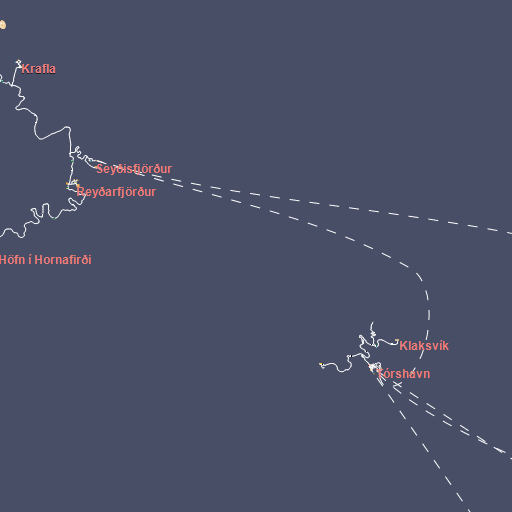 Krafla
Seyðisfjörður
Reyðarfjörður
Höfn í Hornafirði
Klaksvík
Tórshavn